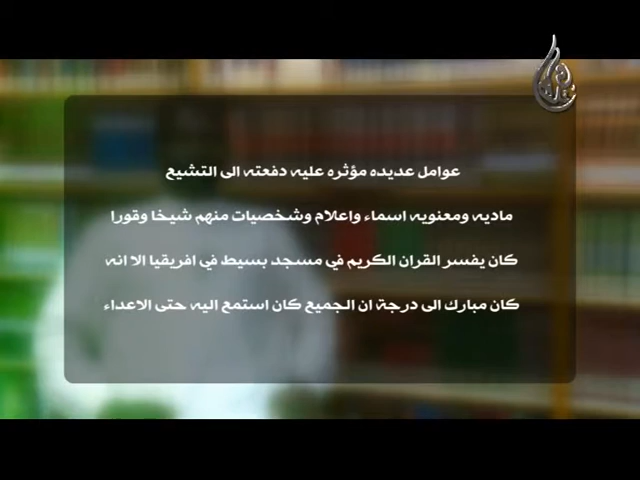 عوامل عديده مؤثره عليه دفعته الى التشيع
ماديه ومعنويه اسماء واعلام وشخصيات منهم شيخا وقورا
كان يفسر القران الكريم في مسجد بسيط في افريقيا الا انه
كان مبارك الى درجة ان الجميع كان استمع اليه حتى الاعداء